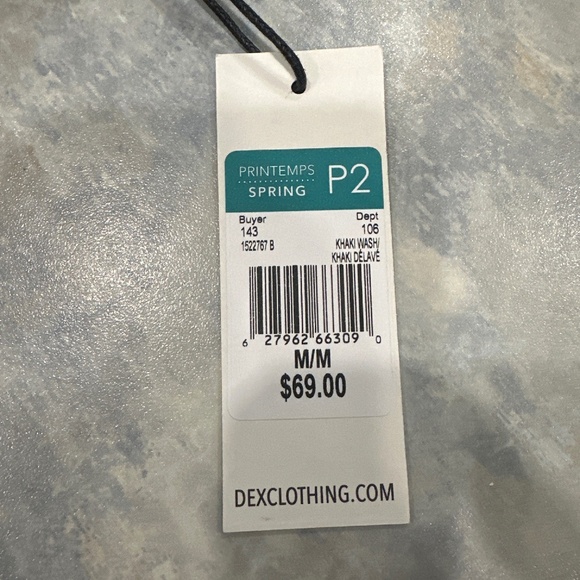 PRINTEMPS
SPRING P2
Buyer Dept
143 106
1522767 B KHAKI WASH/
KHAKI DÉLAVÉ
6 27962 66309 0
M/M
$69.00
DEXCLOTHING.COM